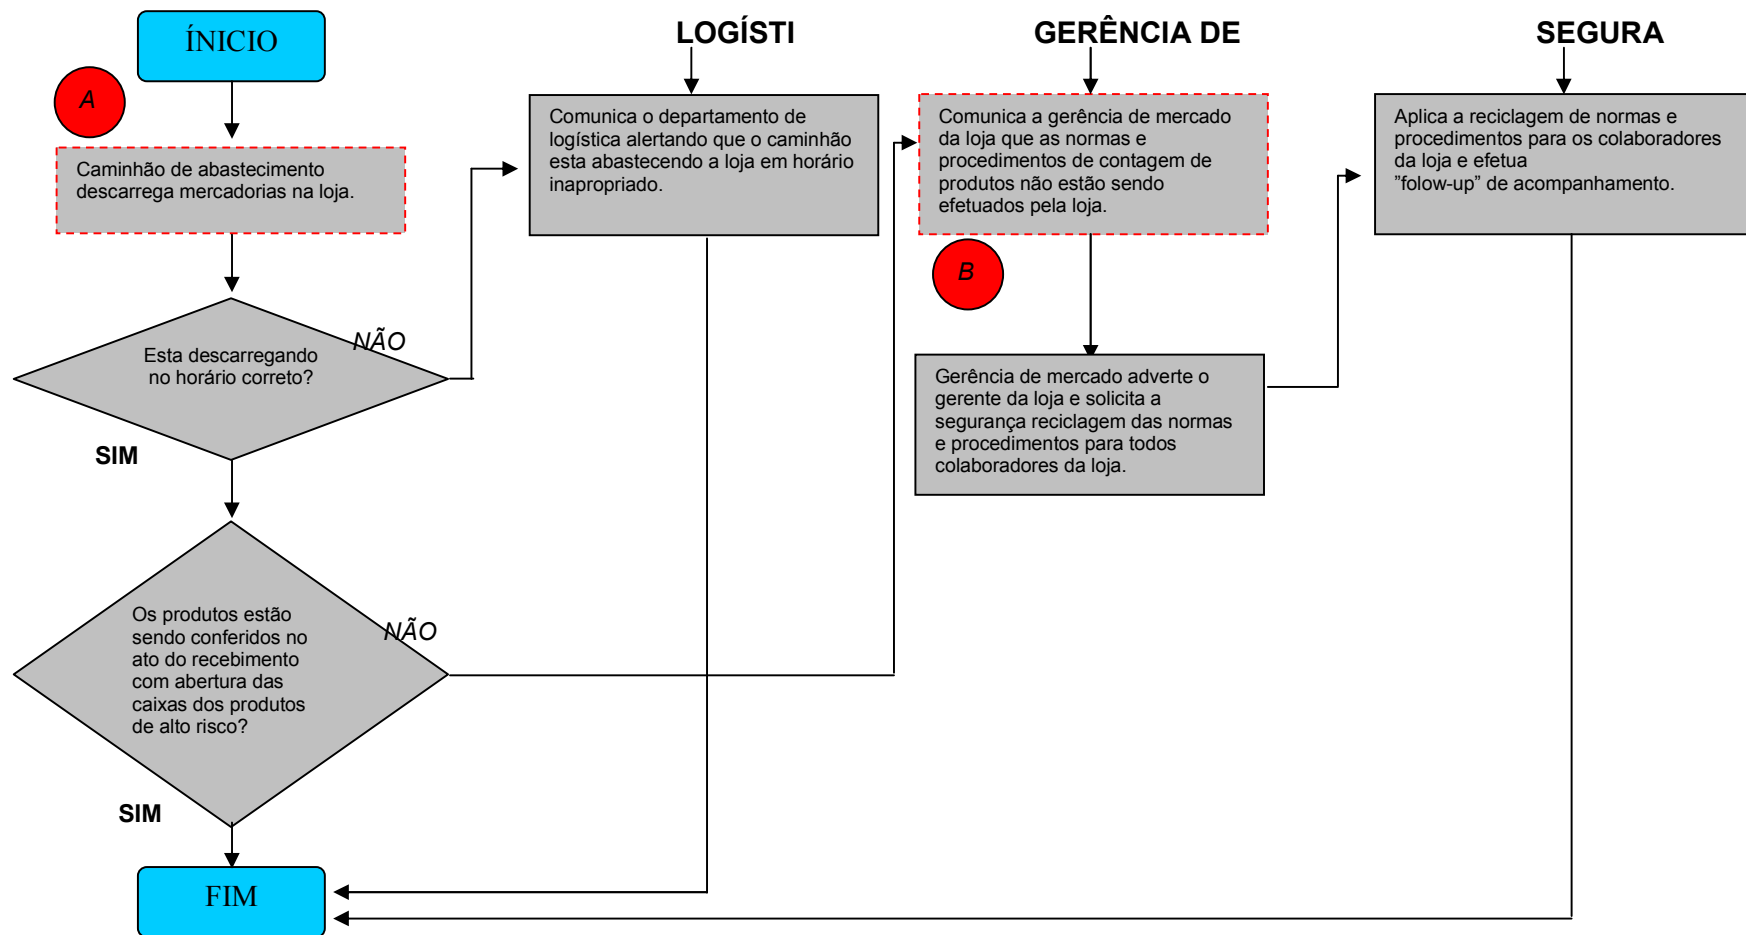 ÍNICIO
LOGÍSTI
GERÊNCIA DE
SEGURA
A
Caminhão de abastecimento
descarrega mercadorias na loja.
Comunica o departamento de
logística alertando que o caminhão
esta abastecendo a loja em horário
inapropriado.
Comunica a gerência de mercado
da loja que as normas e
procedimentos de contagem de
produtos não estão sendo
efetuados pela loja.
Aplica a reciclagem de normas e
procedimentos para os colaboradores
da loja e efetua
”folow-up” de acompanhamento.
B
NÃO
Esta descarregando
no horário correto?
Gerência de mercado adverte o
gerente da loja e solicita a
segurança reciclagem das normas
e procedimentos para todos
colaboradores da loja.
SIM
Os produtos estão
sendo conferidos no
ato do recebimento
com abertura das
caixas dos produtos
de alto risco?
NÃO
SIM
FIM